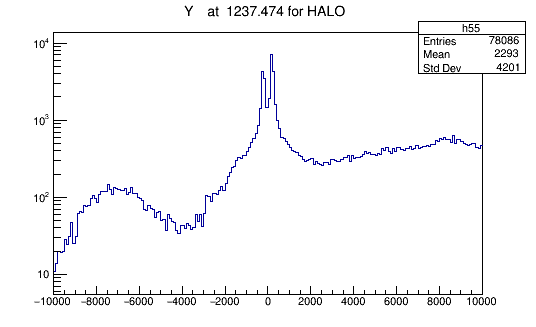 Y at 1237.474 for HALO
h55
Entries 78086
Mean 2293
Std Dev 4201
10⁴
10³
10²
10
−10000 −8000 −6000 −4000 −2000 0 2000 4000 6000 8000 10000